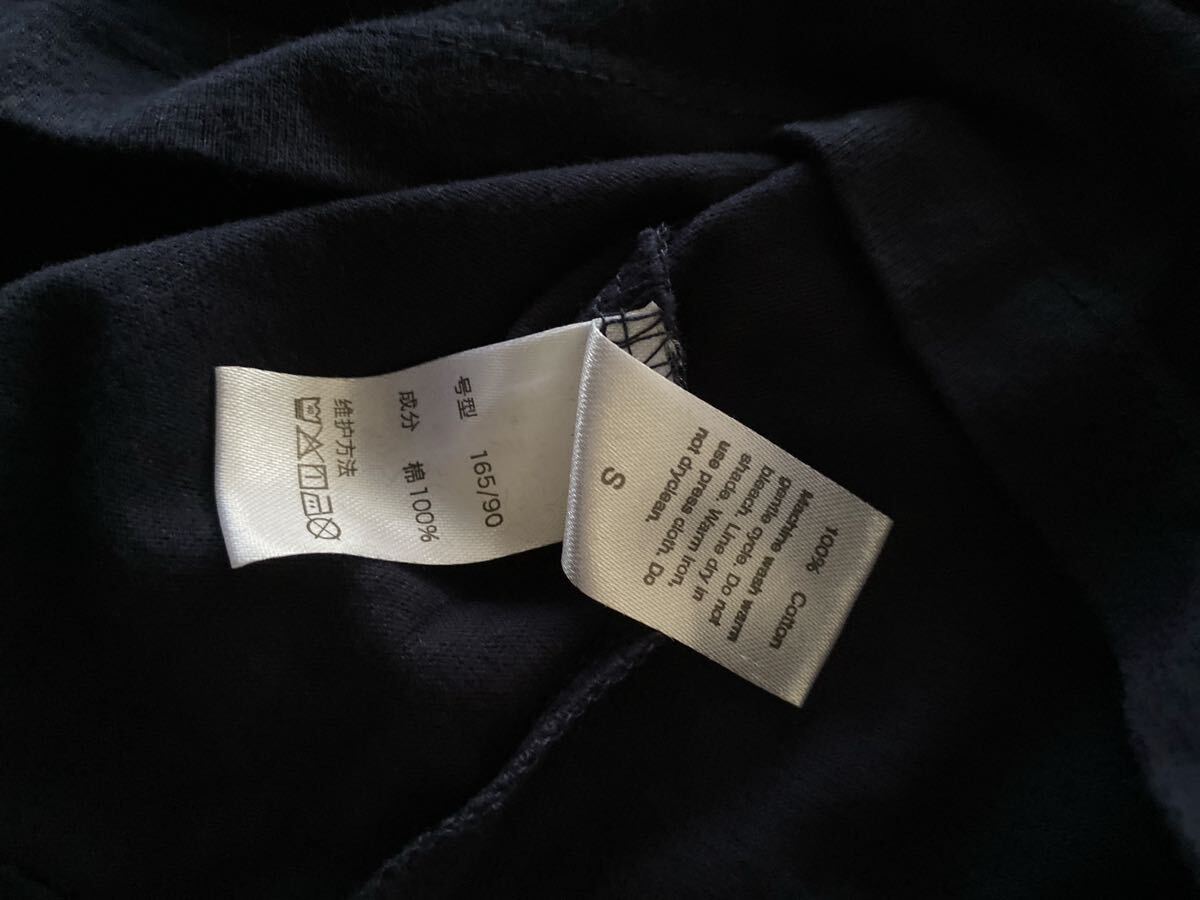 号型 165/90
成分 棉100%
维护方法
100% Cotton
Machine wash warm
gentle cycle. Do not
bleach. Line dry in
shade. Warm Iron,
use press cloth. Do
not dryclean.
S